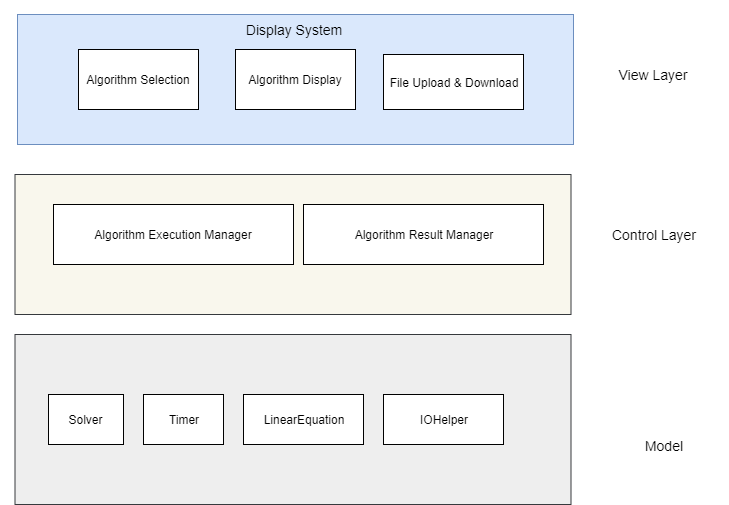 Display System
Algorithm Selection
Algorithm Display
File Upload & Download
View Layer
Algorithm Execution Manager
Algorithm Result Manager
Control Layer
Solver
Timer
LinearEquation
IOHelper
Model